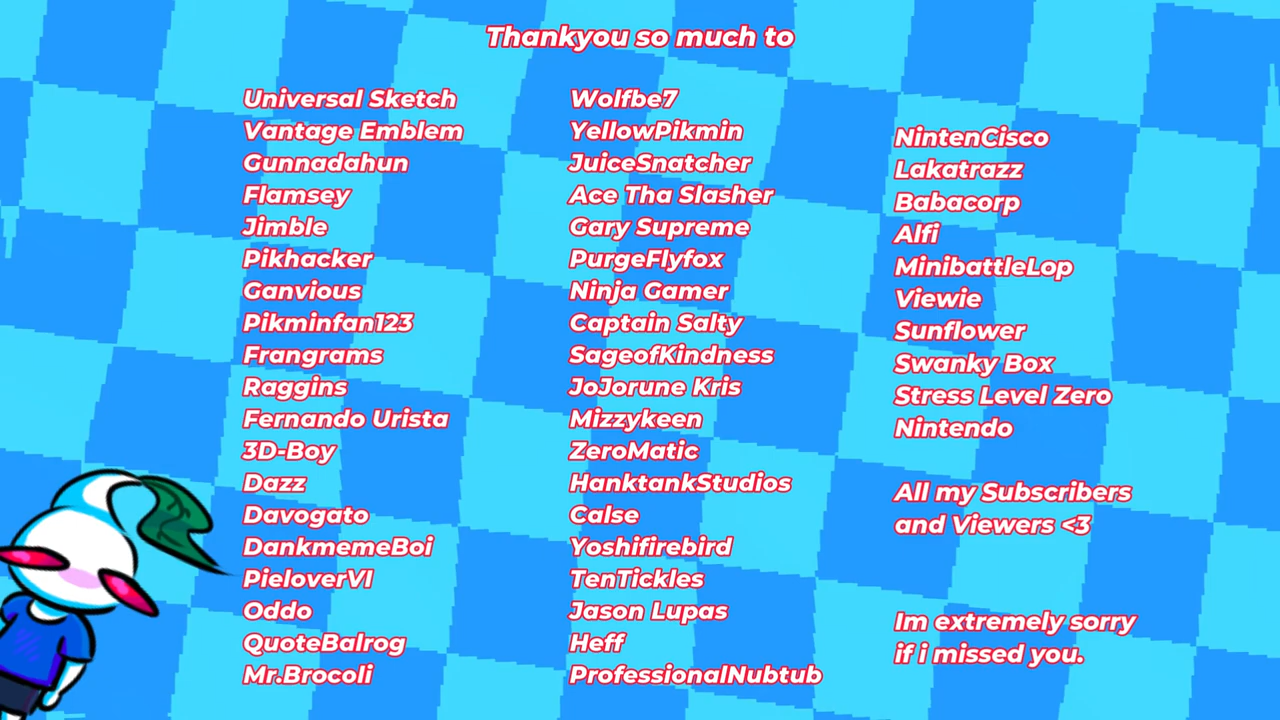 Thankyou so much to
Universal Sketch
Vantage Emblem
Gunnadahun
Flamsey
Jimble
Pikhacker
Ganvious
Pikminfan123
Frangrams
Raggins
Fernando Urista
3D-Boy
Dazz
Davogato
DankmemeBoi
PieloverVI
Oddo
QuoteBalrog
Mr.Brocoli
Wolfbe7
YellowPikmin
JuiceSnatcher
Ace Tha Slasher
Gary Supreme
PurgeFlyfox
Ninja Gamer
Captain Salty
SageofKindness
JoJorune Kris
Mizzykeen
ZeroMatic
HanktankStudios
Calse
Yoshifirebird
TenTickles
Jason Lupas
Heff
ProfessionalNubtub
NintenCisco
Lakatrazz
Babacorp
Alfi
MinibattleLop
Viewie
Sunflower
Swanky Box
Stress Level Zero
Nintendo
All my Subscribers
and Viewers <3
Im extremely sorry
if i missed you.